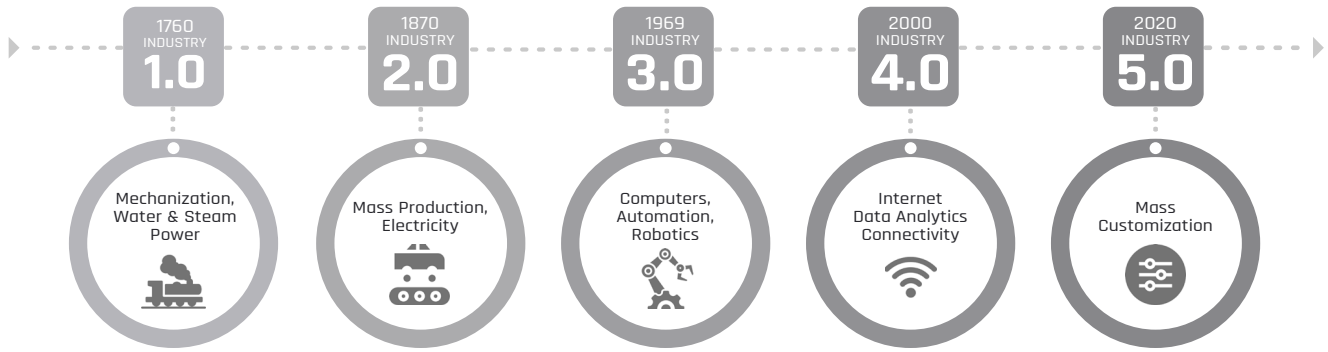 1760
INDUSTRY
1.0
1870
INDUSTRY
2.0
1969
INDUSTRY
3.0
2000
INDUSTRY
4.0
2020
INDUSTRY
5.0
Mechanization,
Water & Steam
Power
Mass Production,
Electricity
Computers,
Automation,
Robotics
Internet
Data Analytics
Connectivity
Mass
Customization